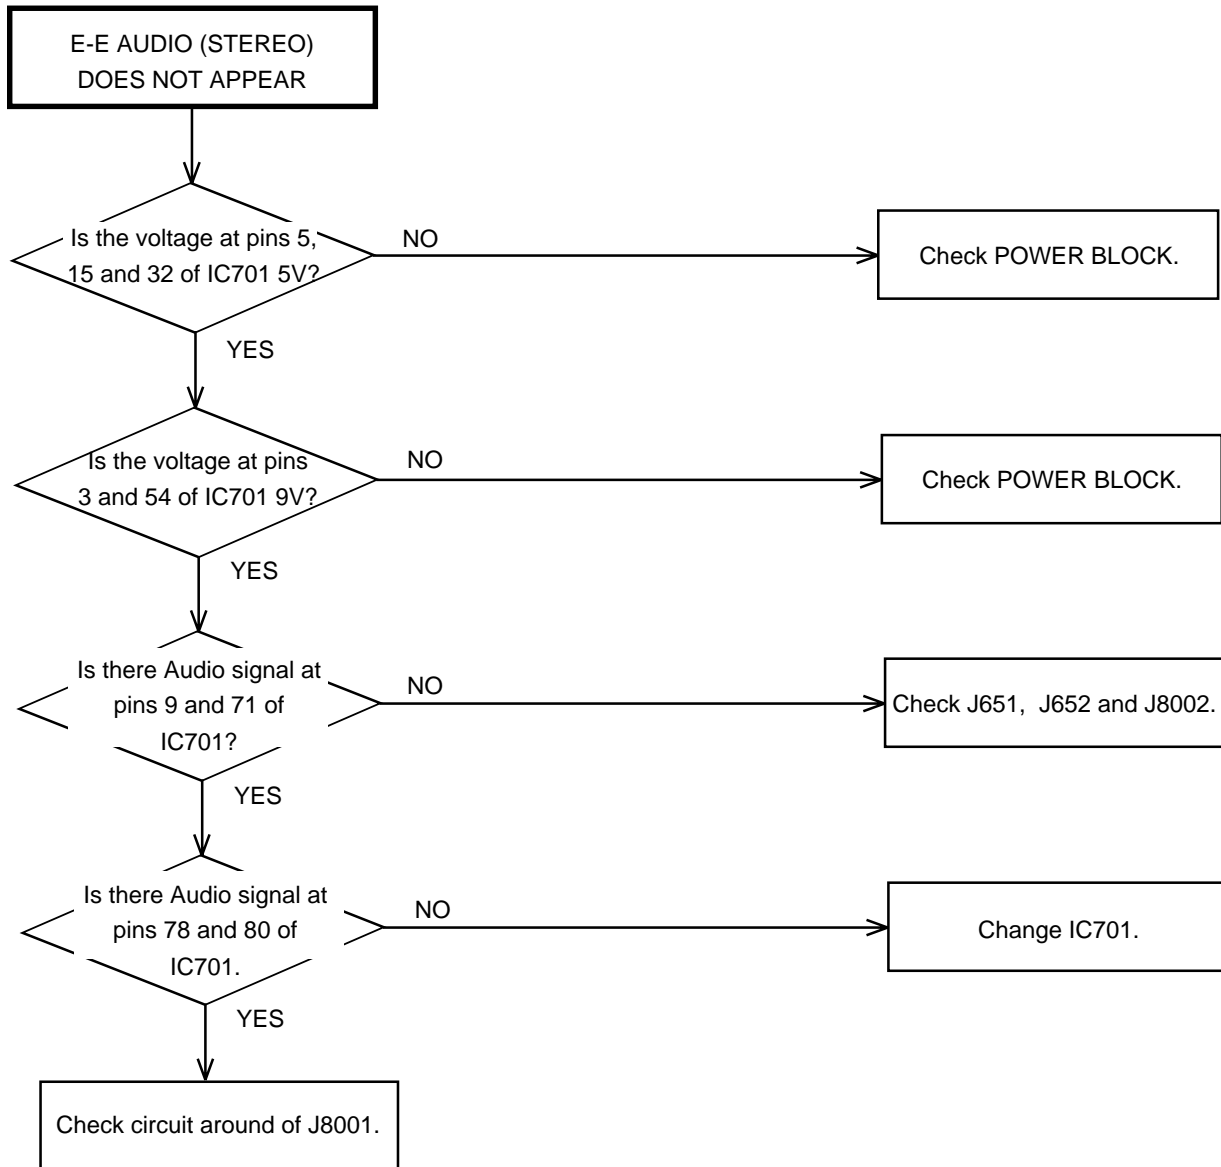 E-E AUDIO (STEREO)
DOES NOT APPEAR
Is the voltage at pins 5,
15 and 32 of IC701 5V?
NO
Check POWER BLOCK.
YES
Is the voltage at pins
3 and 54 of IC701 9V?
NO
Check POWER BLOCK.
YES
Is there Audio signal at
pins 9 and 71 of
IC701?
NO
Check J651, J652 and J8002.
YES
Is there Audio signal at
pins 78 and 80 of
IC701.
NO
Change IC701.
YES
Check circuit around of J8001.